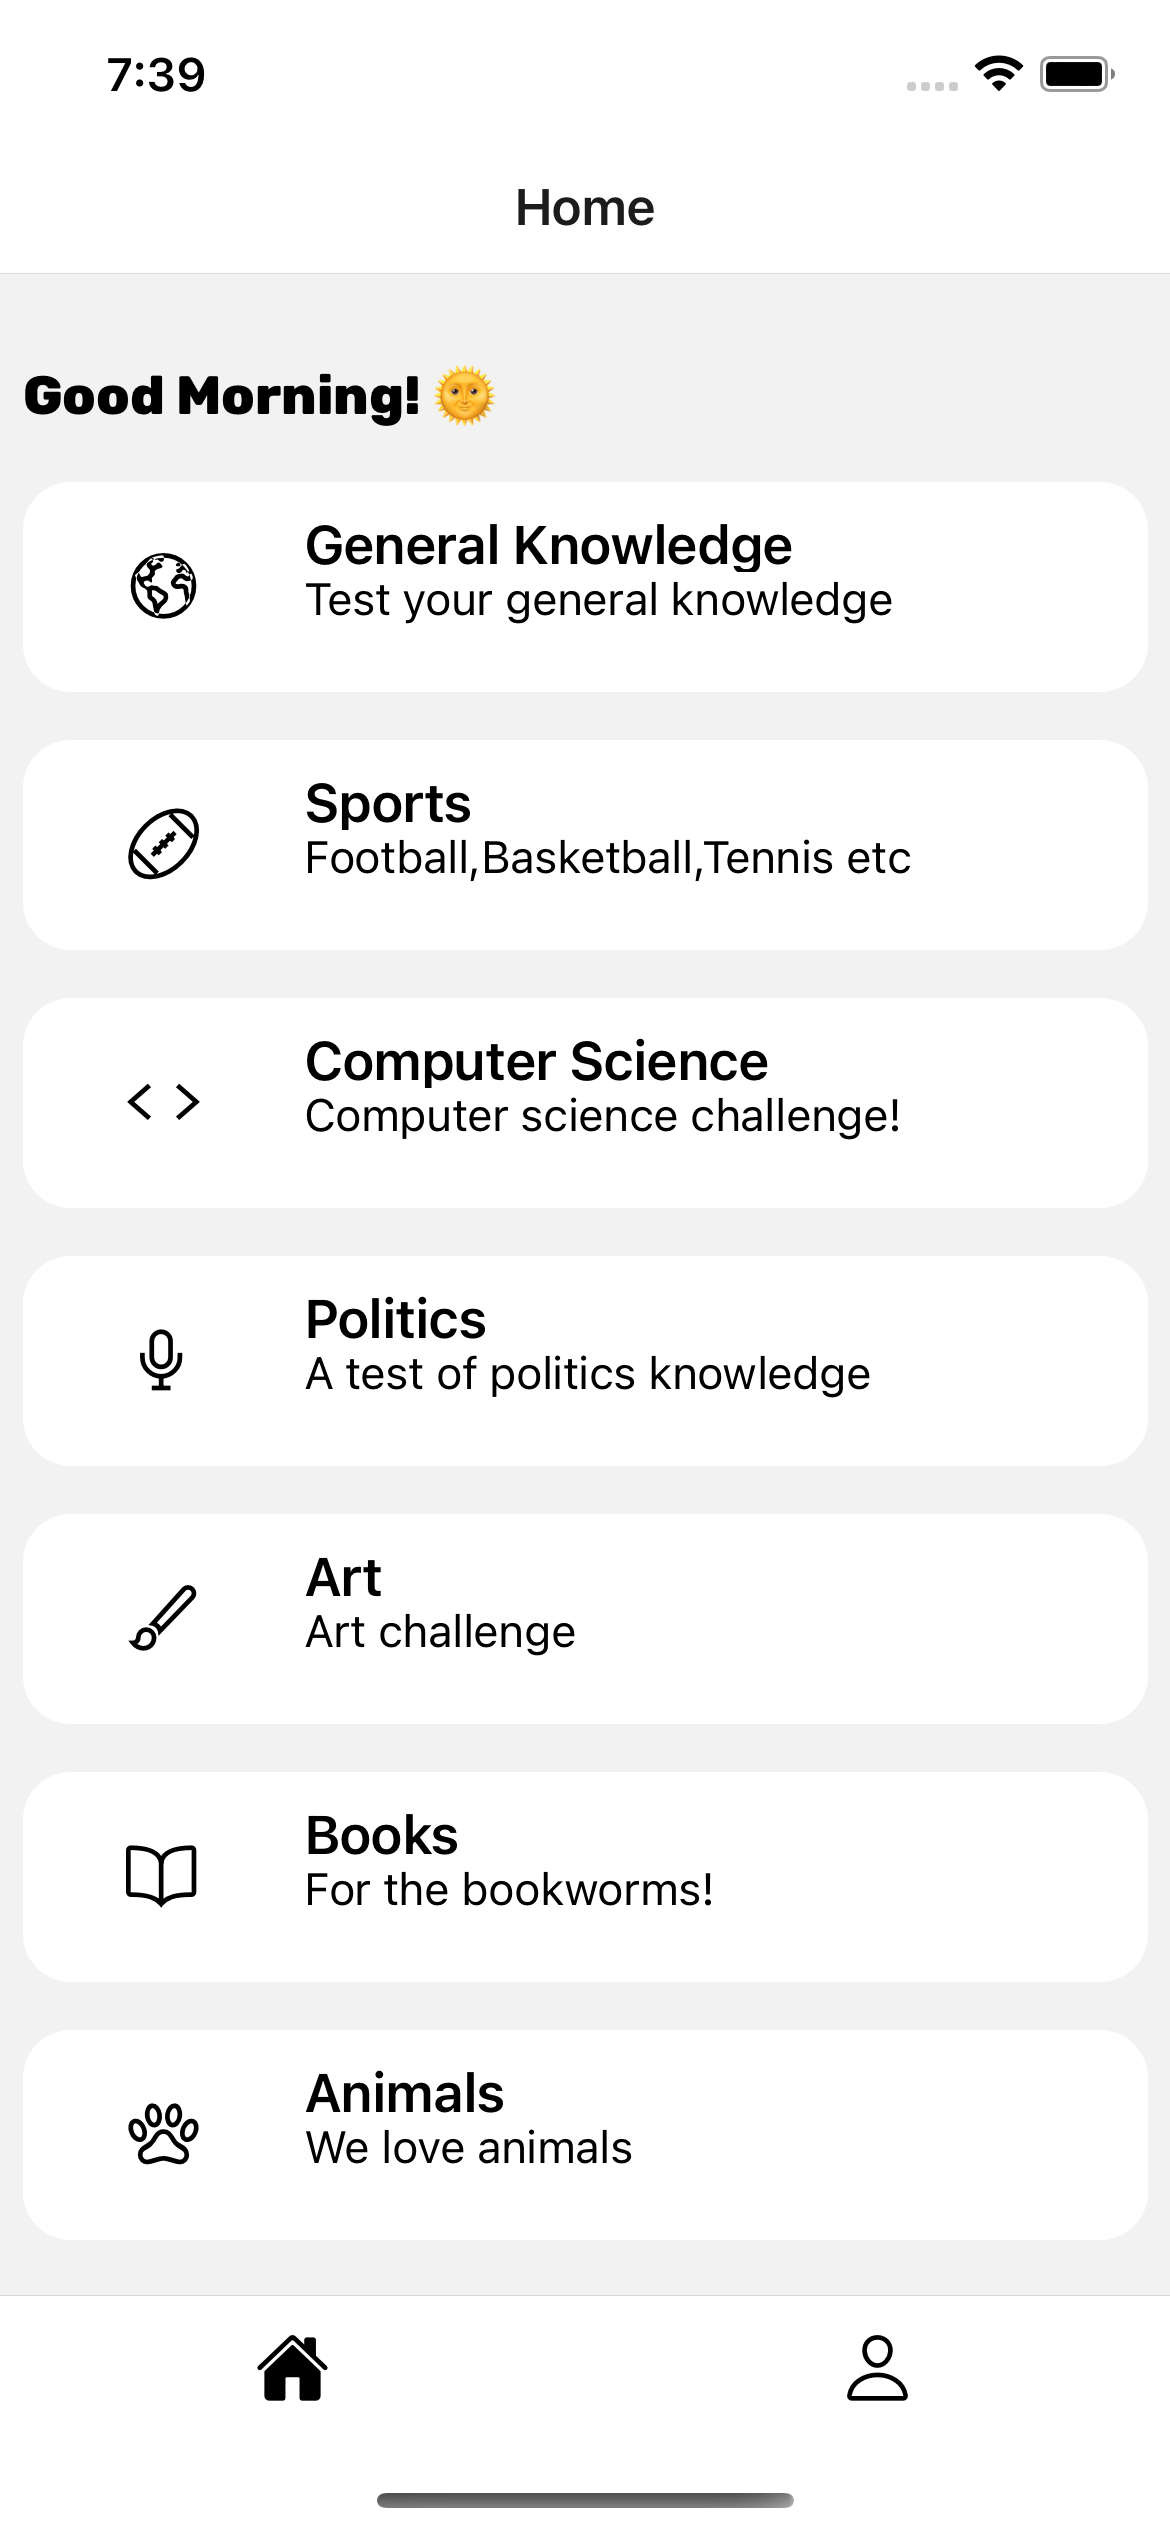 7:39
Home
Good Morning! 🌞
General Knowledge
Test your general knowledge
Sports
Football,Basketball,Tennis etc
Computer Science
Computer science challenge!
Politics
A test of politics knowledge
Art
Art challenge
Books
For the bookworms!
Animals
We love animals